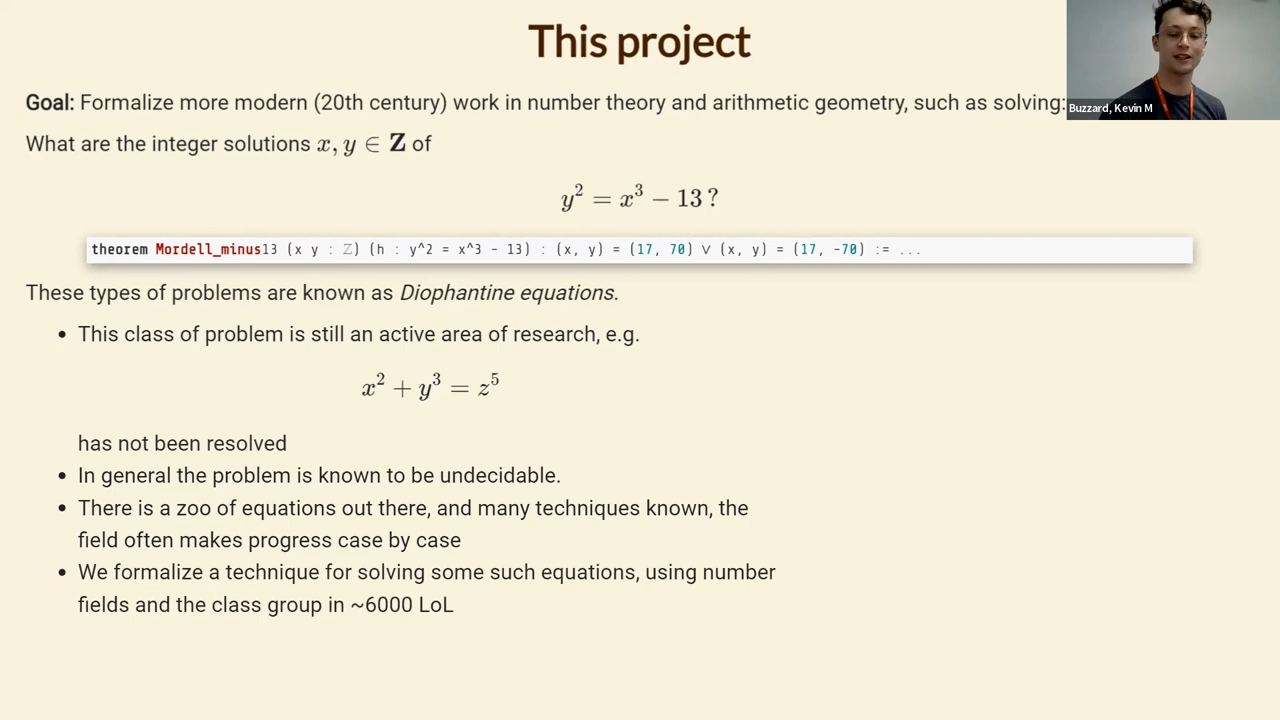 This project
Goal: Formalize more modern (20th century) work in number theory and arithmetic geometry, such as solving:
Buzzard, Kevin M
What are the integer solutions x, y ∈ Z of
y² = x³ − 13 ?
theorem Mordell_minus13 (x y : ℤ) (h : y^2 = x^3 - 13) : (x, y) = (17, 70) ∨ (x, y) = (17, -70) := ...
These types of problems are known as Diophantine equations.
• This class of problem is still an active area of research, e.g.
x² + y³ = z⁵
has not been resolved
• In general the problem is known to be undecidable.
• There is a zoo of equations out there, and many techniques known, the
field often makes progress case by case
• We formalize a technique for solving some such equations, using number
fields and the class group in ~6000 LoL